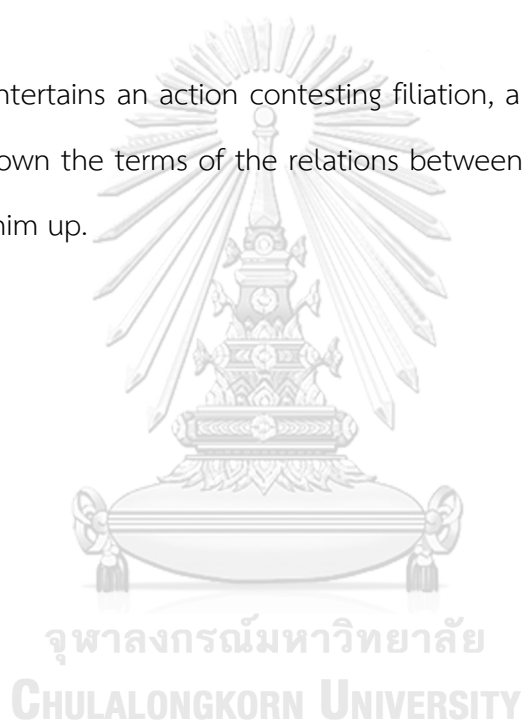 ntertains an action contesting filiation, a
own the terms of the relations between
him up.
จุฬาลงกรณ์มหาวิทยาลัย
CHULALONGKORN UNIVERSITY